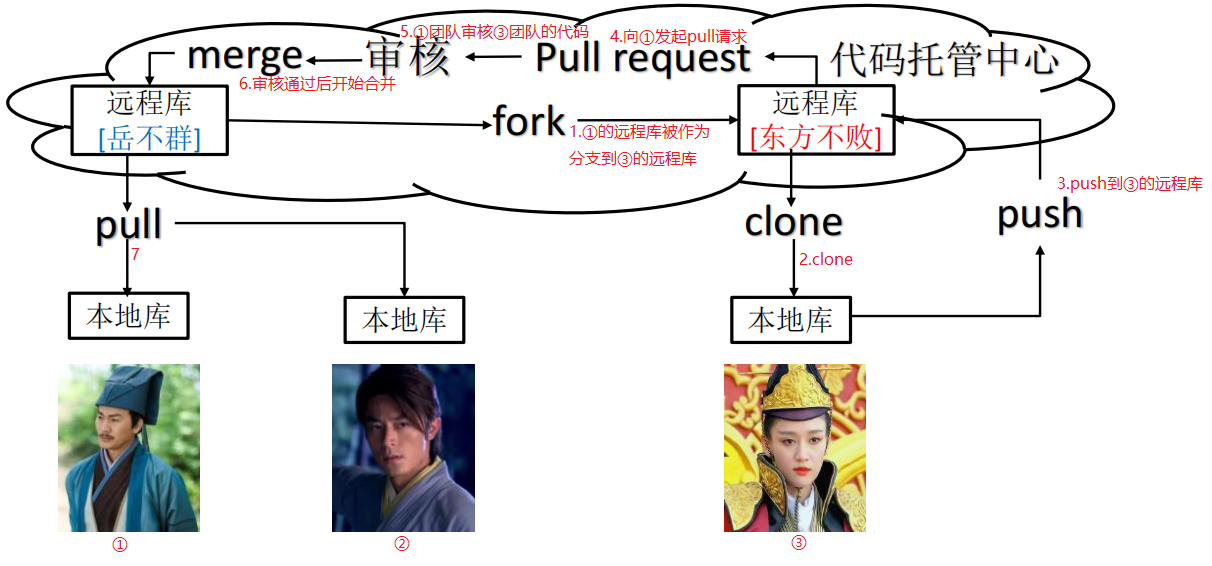 5.①团队审核③团队的代码
4.向①发起pull请求
merge
审核
Pull request
代码托管中心
6.审核通过后开始合并
远程库
[岳不群]
fork
1.①的远程库被作为
分支到③的远程库
远程库
[东方不败]
3.push到③的远程库
pull
clone
push
7
2.clone
本地库
本地库
本地库
①
②
③